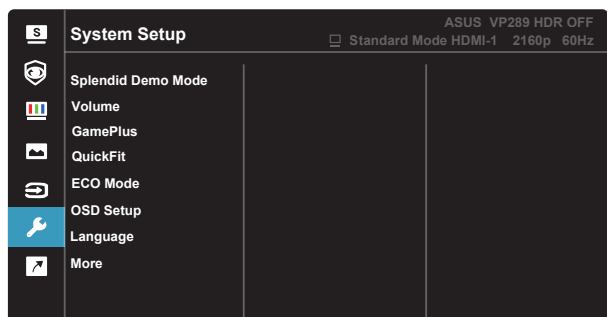 S
System Setup
ASUS VP289 HDR OFF
Standard Mode HDMI-1 2160p 60Hz
Splendid Demo Mode
Volume
GamePlus
QuickFit
ECO Mode
OSD Setup
Language
More